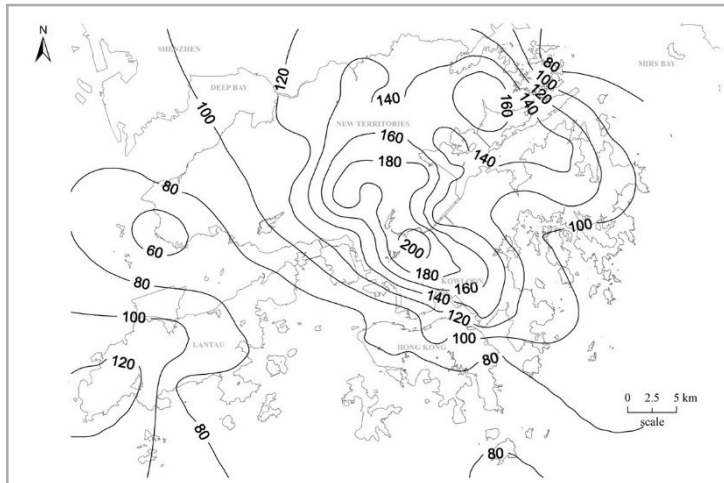 N
SHENZHEN
120
80
MIRS BAY
100
120
DEEP BAY
140
160
140
100
NEW TERRITORIES
160
140
180
80
100
60
200
180
80
KOWLOON
160
140
100
120
120
LANTAU
HONG KONG
100
80
0 2.5 5 km
scale
80
80